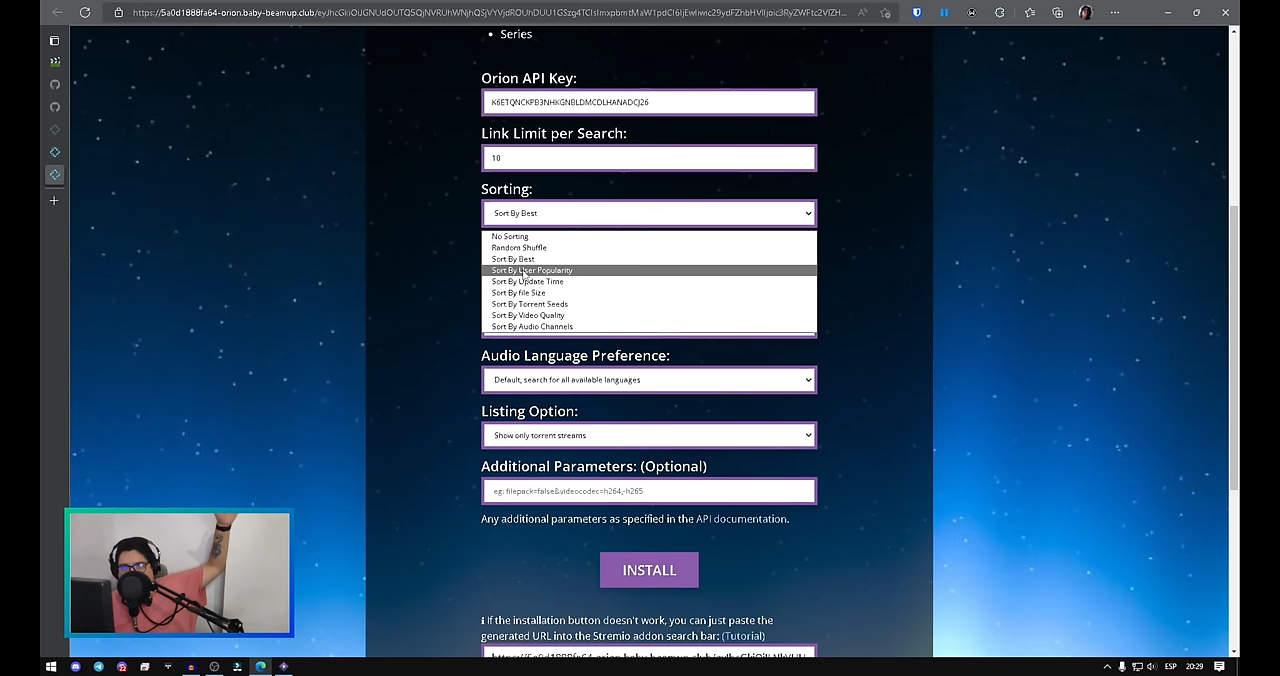 Series
Orion API Key:
Link Limit per Search:
10
Sorting:
Sort By Best
No Sorting
Random Shuffle
Sort By Best
Sort By User Popularity
Sort By Update Time
Sort By file Size
Sort By Torrent Seeds
Sort By Video Quality
Sort By Audio Channels
Audio Language Preference:
Default, search for all available languages
Listing Option:
Show only torrent streams
Additional Parameters: (Optional)
eg: filepack=false&videocodec=h264,-h265
Any additional parameters as specified in the API documentation.
INSTALL
ℹ If the installation button doesn't work, you can just paste the
generated URL into the Stremio addon search bar: (Tutorial)
ESP
20:29